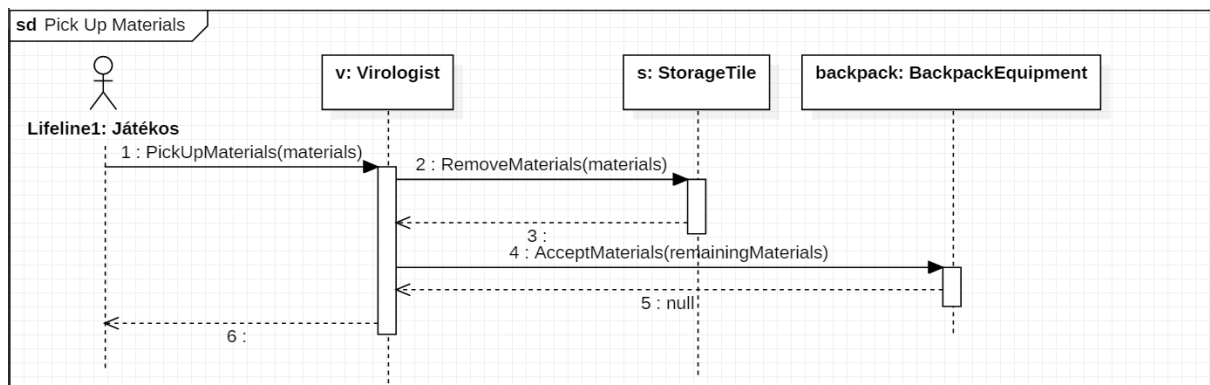 sd Pick Up Materials
v: Virologist
s: StorageTile
backpack: BackpackEquipment
Lifeline1: Játékos
1 : PickUpMaterials(materials)
2 : RemoveMaterials(materials)
3 :
4 : AcceptMaterials(remainingMaterials)
5 : null
6 :